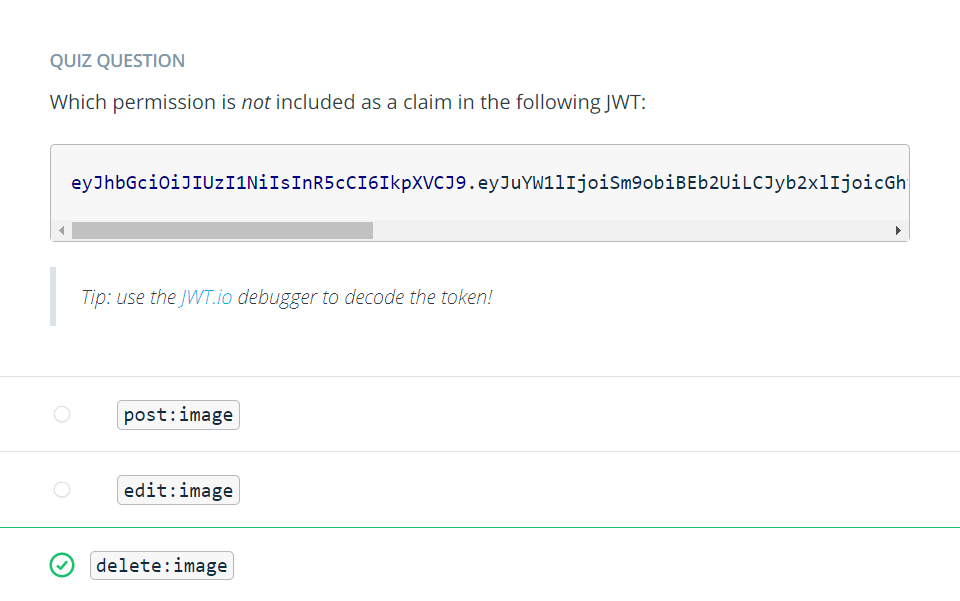 QUIZ QUESTION
Which permission is not included as a claim in the following JWT:
eyJhbGciOiJIUzI1NiIsInR5cCI6IkpXVCJ9.eyJuYW1lIjoiSm9obiBEb2UiLCJyb2xlIjoicGh
Tip: use the JWT.io debugger to decode the token!
post:image
edit:image
delete:image